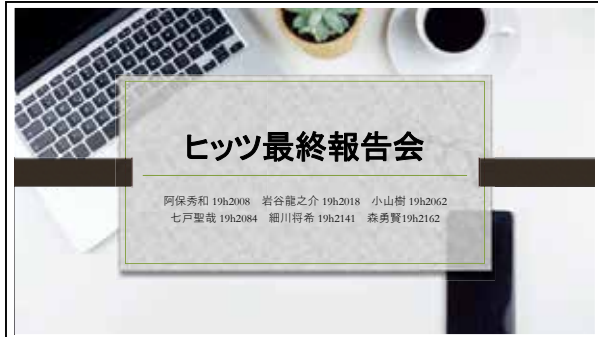 ヒッツ最終報告会
阿保秀和 19h2008　岩谷龍之介 19h2018　小山樹 19h2062
七戸聖哉 19h2084　細川将希 19h2141　森勇賢19h2162